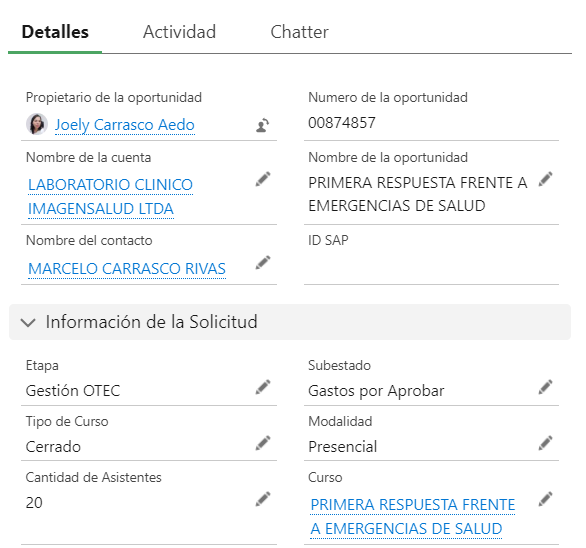 Detalles Actividad Chatter
Propietario de la oportunidad
Joely Carrasco Aedo
Numero de la oportunidad
00874857
Nombre de la cuenta
LABORATORIO CLINICO
IMAGENSALUD LTDA
Nombre de la oportunidad
PRIMERA RESPUESTA FRENTE A
EMERGENCIAS DE SALUD
Nombre del contacto
MARCELO CARRASCO RIVAS
ID SAP
Información de la Solicitud
Etapa
Gestión OTEC
Subestado
Gastos por Aprobar
Tipo de Curso
Cerrado
Modalidad
Presencial
Cantidad de Asistentes
20
Curso
PRIMERA RESPUESTA FRENTE
A EMERGENCIAS DE SALUD